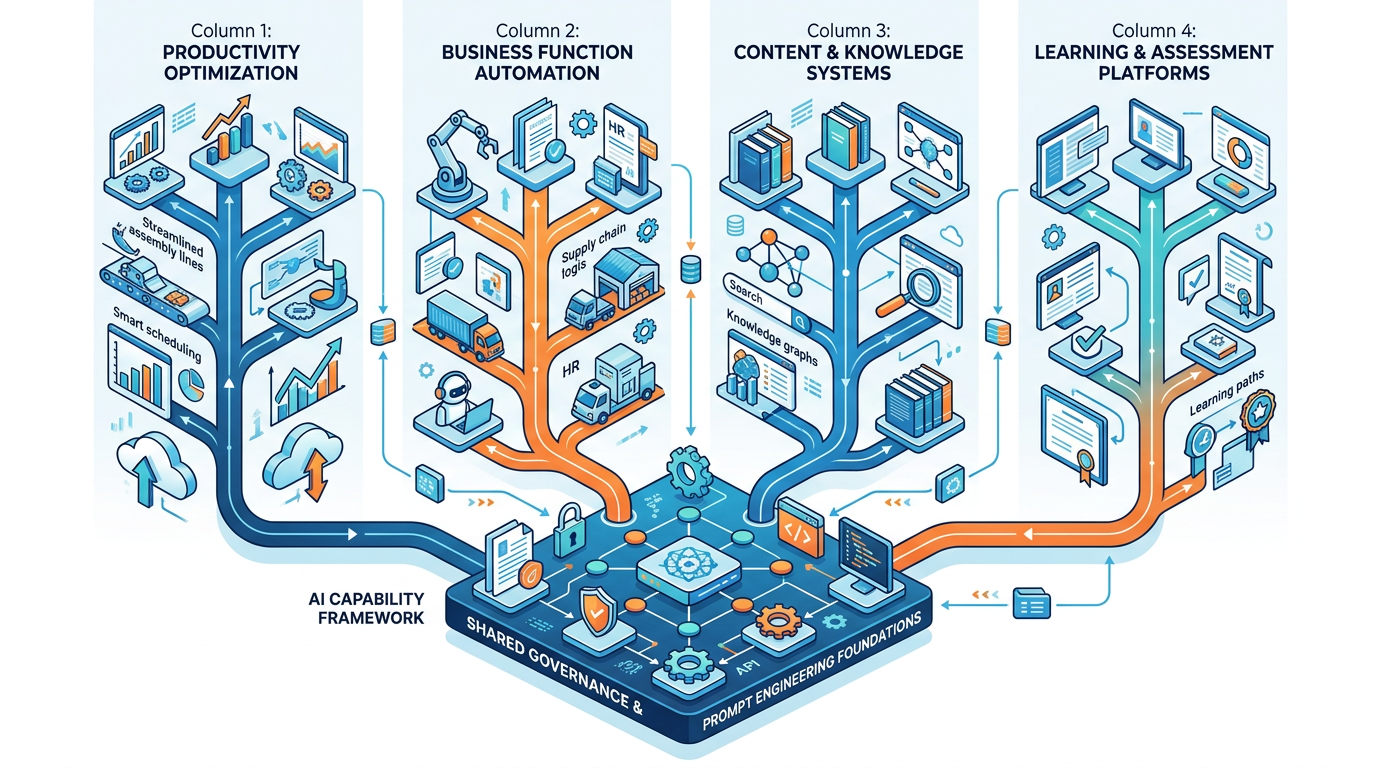 Column 1:
PRODUCTIVITY
OPTIMIZATION
Column 2:
BUSINESS FUNCTION
AUTOMATION
Column 3:
CONTENT & KNOWLEDGE
SYSTEMS
Column 4:
LEARNING & ASSESSMENT
PLATFORMS
HR
Streamlined
assembly lines
Supply chain
logis
Search
Smart scheduling
Knowledge graphs
HR
Learning paths
</>
AI CAPABILITY
FRAMEWORK
API
SHARED GOVERNANCE &
PROMPT ENGINEERING FOUNDATIONS